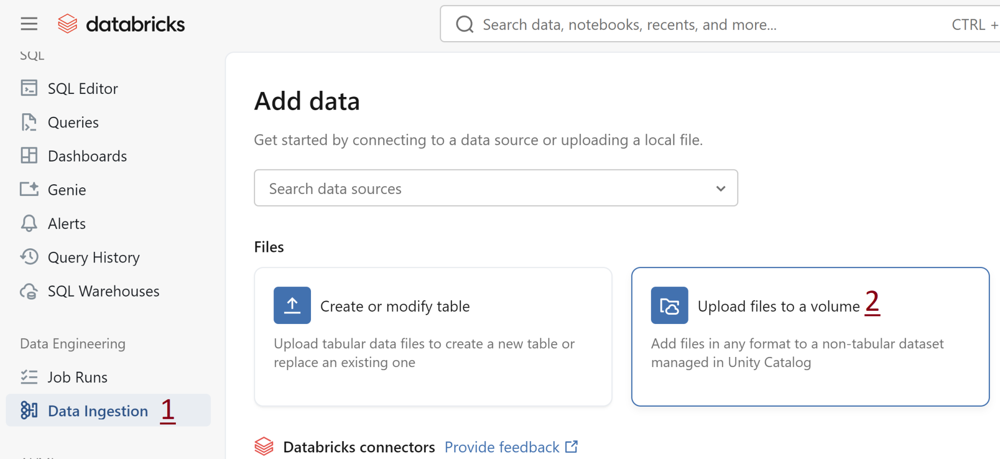 databricks
Search data, notebooks, recents, and more...
CTRL +
SQL
SQL Editor
Queries
Dashboards
Genie
Alerts
Query History
SQL Warehouses
Data Engineering
Job Runs
Data Ingestion 1
Add data
Get started by connecting to a data source or uploading a local file.
Search data sources
Files
Create or modify table
Upload tabular data files to create a new table or
replace an existing one
Upload files to a volume 2
Add files in any format to a non-tabular dataset
managed in Unity Catalog
Databricks connectors Provide feedback